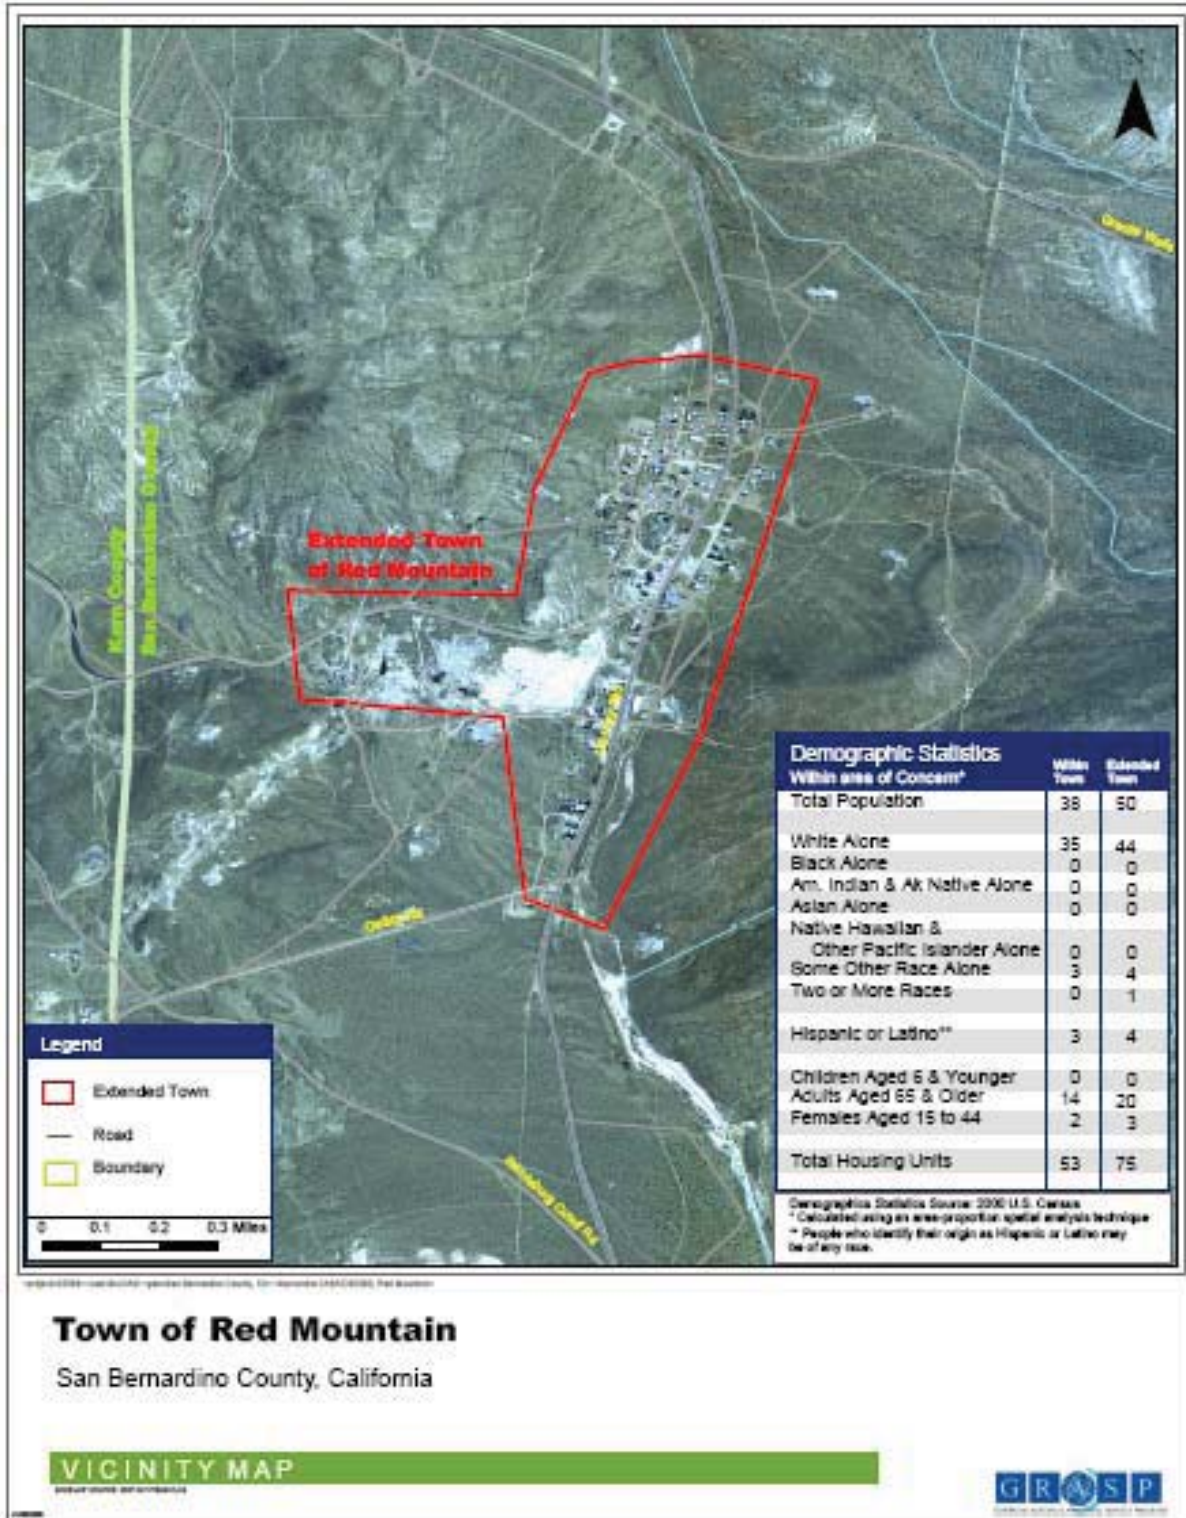 N
Kern County
San Bernardino County
Extended Town
of Red Mountain
Demographic Statistics
Within area of Concern*
Within Town
Extended Town
Total Population 38 50
White Alone 35 44
Black Alone 0 0
Am. Indian & Ak Native Alone 0 0
Asian Alone 0 0
Native Hawaiian &
Other Pacific Islander Alone 0 0
Some Other Race Alone 3 4
Two or More Races 0 1
Hispanic or Latino** 3 4
Children Aged 6 & Younger 0 0
Adults Aged 65 & Older 14 20
Females Aged 15 to 44 2 3
Total Housing Units 53 75
Demographics Statistics Source: 2000 U.S. Census
* Calculated using an area-proportion spatial analysis technique
** People who identify their origin as Hispanic or Latino may
be of any race.
Legend
Extended Town
Road
Boundary
0 0.1 0.2 0.3 Miles
Town of Red Mountain
San Bernardino County, California
VICINITY MAP
GRASP